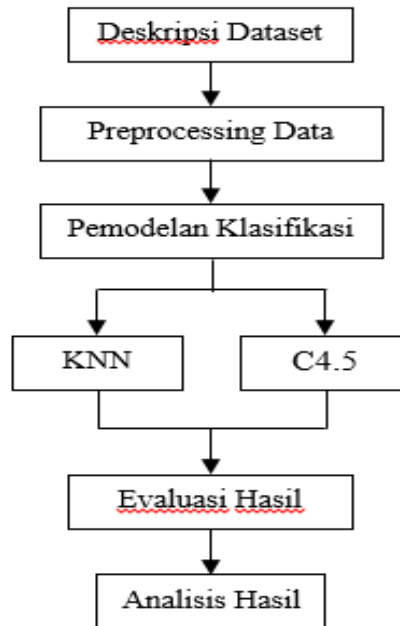 Deskripsi Dataset
Preprocessing Data
Pemodelan Klasifikasi
KNN
C4.5
Evaluasi Hasil
Analisis Hasil